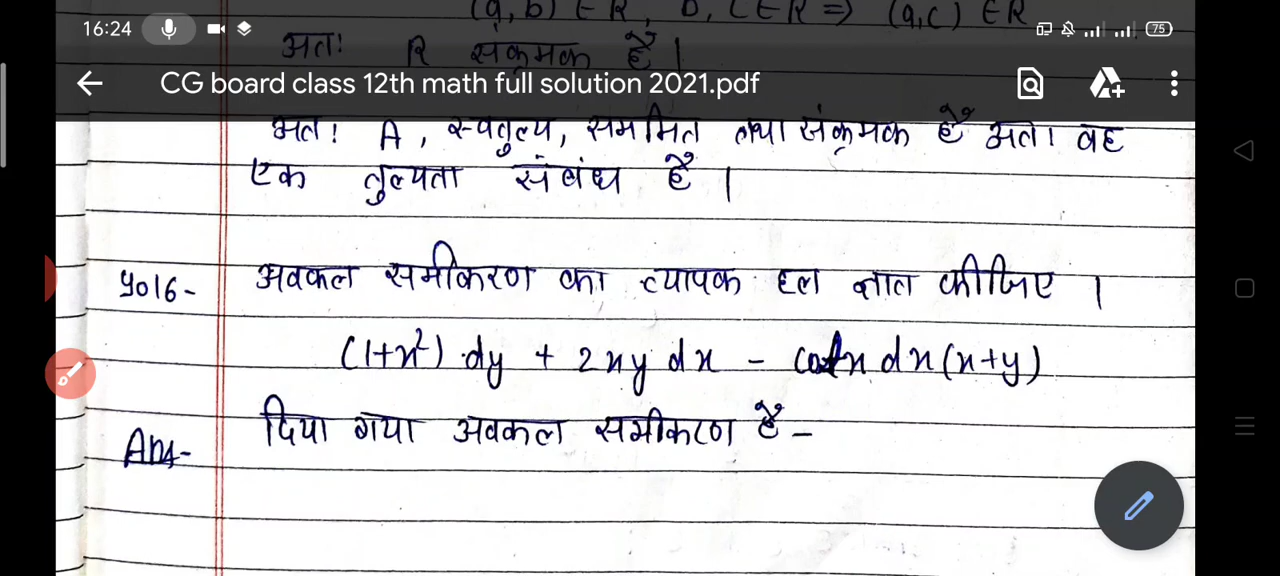 (a, b) ∈ R, b, c ∈ R => (a,c) ∈ R
16:24
75
अत! R संक्रमक है ।
CG board class 12th math full solution 2021.pdf
अत! A, स्वतुल्य, सममित तथा संक्रमक है अत! वह
एक तुल्यता संबंध है ।
प्र016- अवकल समीकरण का व्यापक हल ज्ञात कीजिए ।
(1+x²) .dy + 2xy dx - cotx dx (x+y)
Ans- दिया गया अवकल समीकरण है -